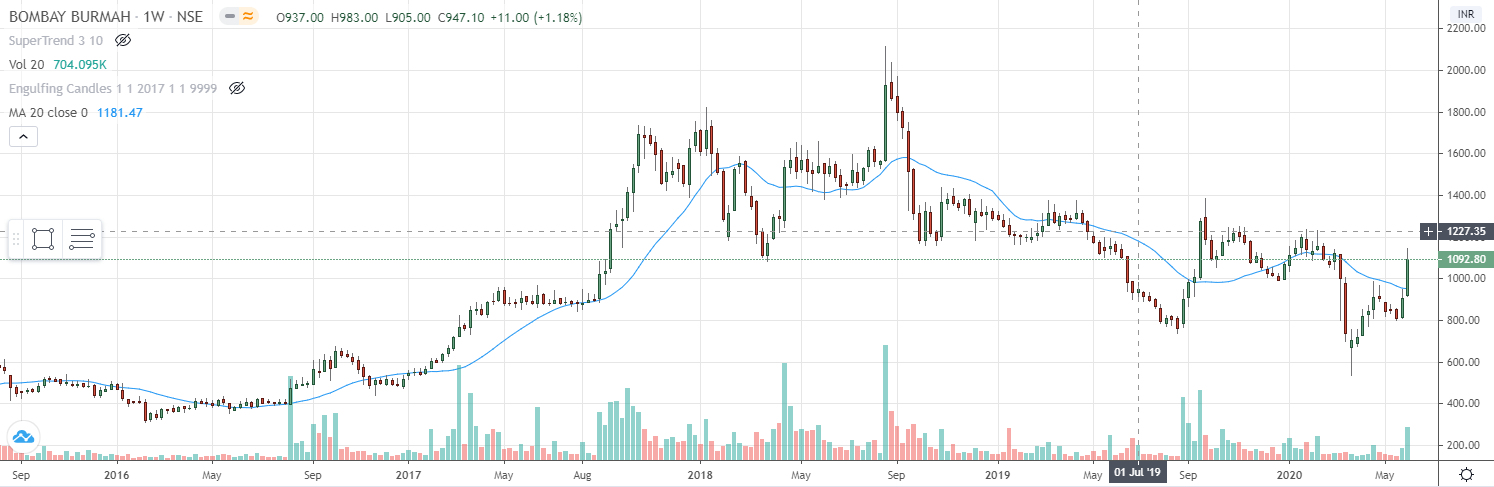 BOMBAY BURMAH · 1W · NSE O937.00 H983.00 L905.00 C947.10 +11.00 (+1.18%)
INR
SuperTrend 3 10
Vol 20 704.095K
Engulfing Candles 1 1 2017 1 1 9999
MA 20 close 0 1181.47
2200.00
2000.00
1800.00
1600.00
1400.00
1227.35
1092.80
1000.00
800.00
600.00
400.00
200.00
Sep 2016 May Sep 2017 May Aug 2018 May Sep 2019 May 01 Jul '19 Sep 2020 May